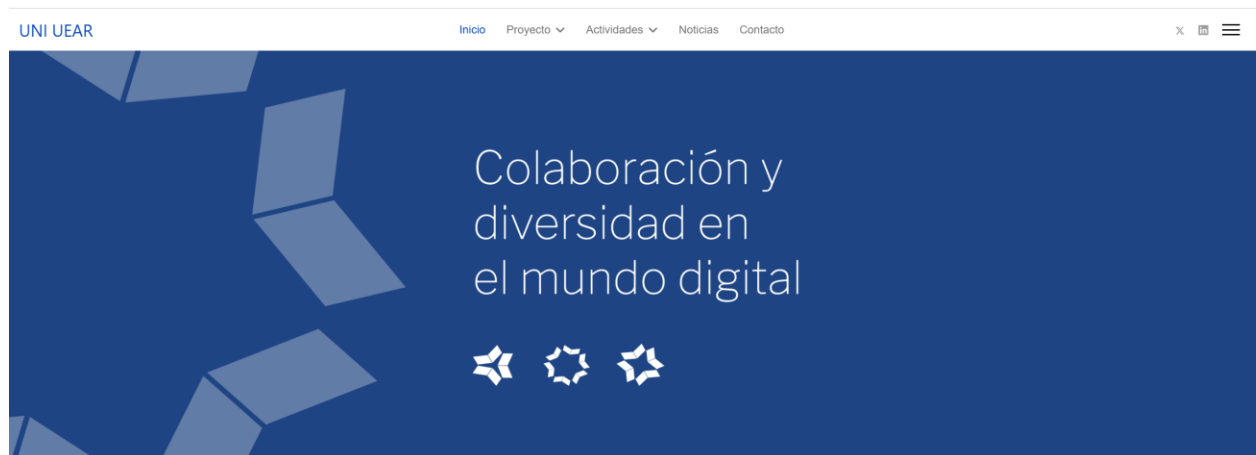 UNI UEAR
Inicio Proyecto Actividades Noticias Contacto
Colaboración y
diversidad en
el mundo digital